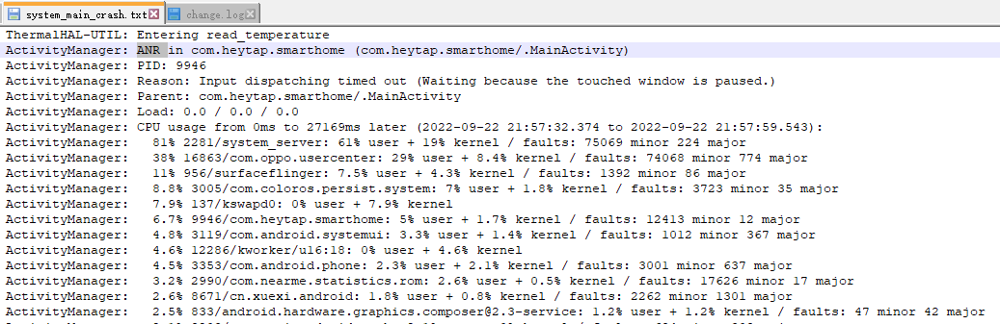 system_main_crash.txt change.log
ThermalHAL-UTIL: Entering read_temperature
ActivityManager: ANR in com.heytap.smarthome (com.heytap.smarthome/.MainActivity)
ActivityManager: PID: 9946
ActivityManager: Reason: Input dispatching timed out (Waiting because the touched window is paused.)
ActivityManager: Parent: com.heytap.smarthome/.MainActivity
ActivityManager: Load: 0.0 / 0.0 / 0.0
ActivityManager: CPU usage from 0ms to 27169ms later (2022-09-22 21:57:32.374 to 2022-09-22 21:57:59.543):
ActivityManager: 81% 2281/system_server: 61% user + 19% kernel / faults: 75069 minor 224 major
ActivityManager: 38% 16863/com.oppo.usercenter: 29% user + 8.4% kernel / faults: 74068 minor 774 major
ActivityManager: 11% 956/surfaceflinger: 7.5% user + 4.3% kernel / faults: 1392 minor 86 major
ActivityManager: 8.8% 3005/com.coloros.persist.system: 7% user + 1.8% kernel / faults: 3723 minor 35 major
ActivityManager: 7.9% 137/kswapd0: 0% user + 7.9% kernel
ActivityManager: 6.7% 9946/com.heytap.smarthome: 5% user + 1.7% kernel / faults: 12413 minor 12 major
ActivityManager: 4.8% 3119/com.android.systemui: 3.3% user + 1.4% kernel / faults: 1012 minor 367 major
ActivityManager: 4.6% 12286/kworker/u16:18: 0% user + 4.6% kernel
ActivityManager: 4.5% 3353/com.android.phone: 2.3% user + 2.1% kernel / faults: 3001 minor 637 major
ActivityManager: 3.2% 2990/com.nearme.statistics.rom: 2.6% user + 0.5% kernel / faults: 17626 minor 17 major
ActivityManager: 2.6% 8671/cn.xuexi.android: 1.8% user + 0.8% kernel / faults: 2262 minor 1301 major
ActivityManager: 2.5% 833/android.hardware.graphics.composer@2.3-service: 1.2% user + 1.2% kernel / faults: 47 minor 42 major